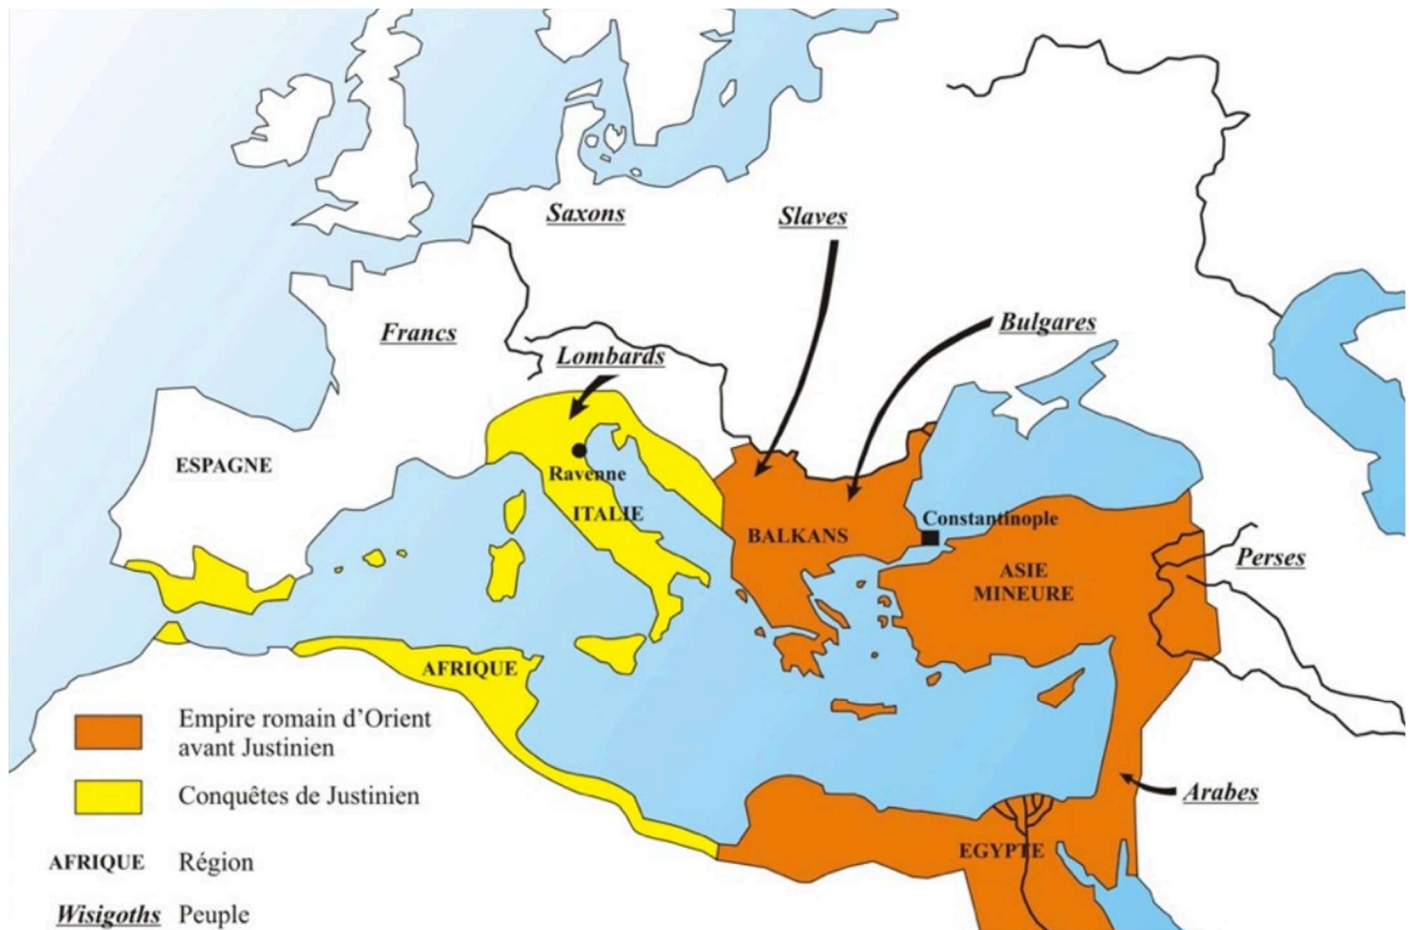 Saxons
Slaves
Francs
Bulgares
Lombards
ESPAGNE
Ravenne
ITALIE
Constantinople
BALKANS
ASIE
MINEURE
Perses
AFRIQUE
Empire romain d’Orient
avant Justinien
Conquêtes de Justinien
Arabes
EGYPTE
AFRIQUE Région
Wisigoths Peuple